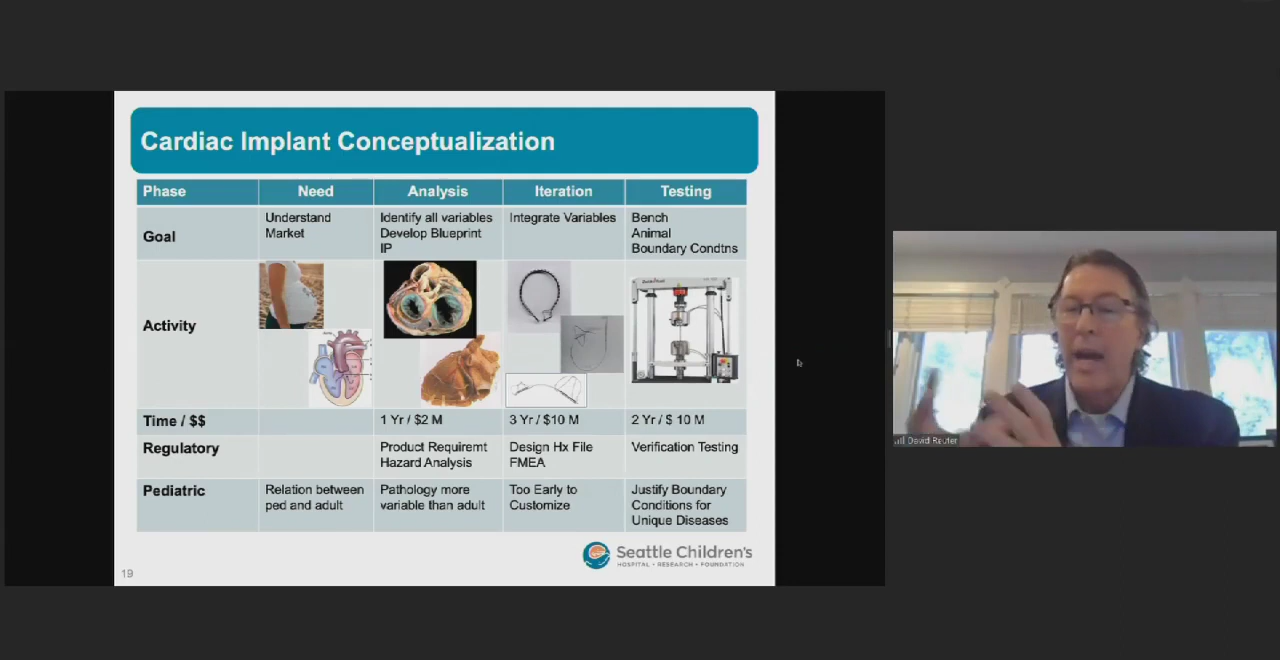 Cardiac Implant Conceptualization
Phase
Need
Analysis
Iteration
Testing
Goal
Understand
Market
Identify all variables
Develop Blueprint
IP
Integrate Variables
Bench
Animal
Boundary Condtns
Activity
Time / $$
1 Yr / $2 M
3 Yr / $10 M
2 Yr / $ 10 M
Regulatory
Product Requiremt
Hazard Analysis
Design Hx File
FMEA
Verification Testing
Pediatric
Relation between
ped and adult
Pathology more
variable than adult
Too Early to
Customize
Justify Boundary
Conditions for
Unique Diseases
Seattle Children's
HOSPITAL • RESEARCH • FOUNDATION
19
David Reuter